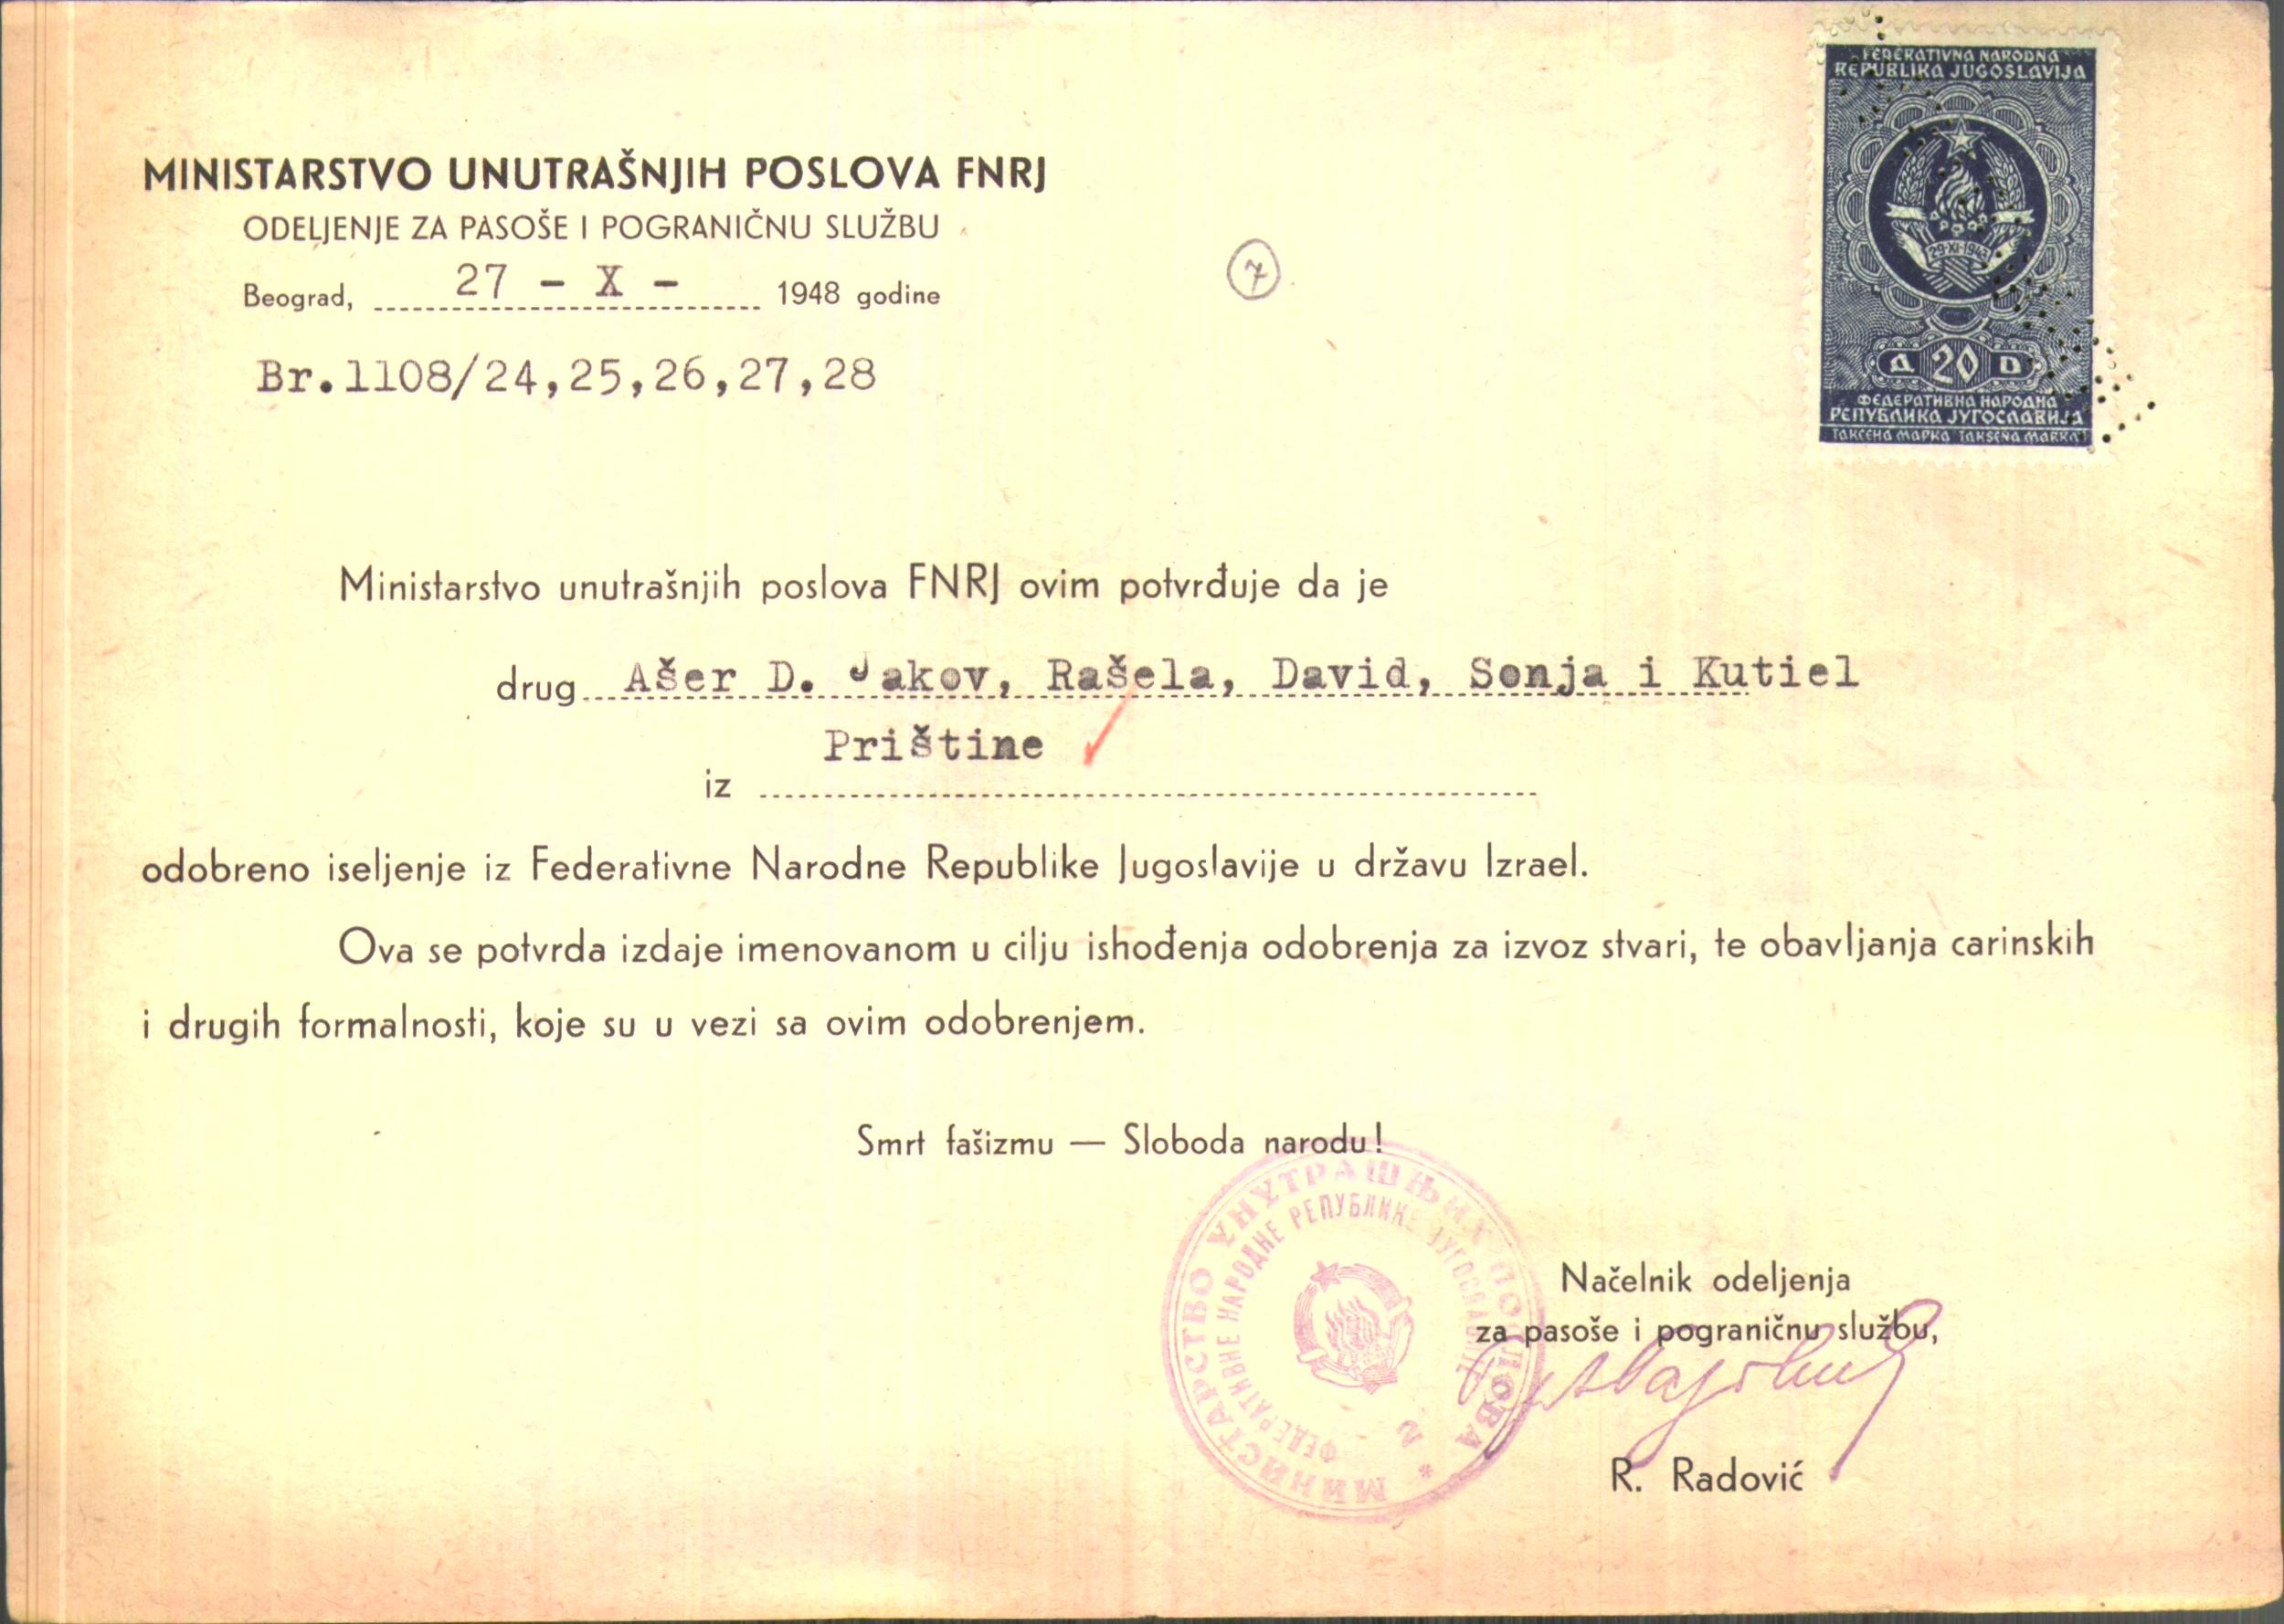 FEDERATIVNA NARODNA
REPUBLIKA JUGOSLAVIJA
29·XI·1943
Д 20 D
ФЕДЕРАТИВНА НАРОДНА
РЕПУБЛИКА ЈУГОСЛАВИЈА
ТАКСЕНА МАРКА TAKSENA MARKA
MINISTARSTVO UNUTRAŠNJIH POSLOVA FNRJ
ODELJENJE ZA PASOŠE I POGRANIČNU SLUŽBU
Beograd, 27 - X - 1948 godine
7
Br.1108/24,25,26,27,28
Ministarstvo unutrašnjih poslova FNRJ ovim potvrđuje da je
drug Ašer D. Jakov, Rašela, David, Sonja i Kutiel
Prištine
iz
odobreno iseljenje iz Federativne Narodne Republike Jugoslavije u državu Izrael.
Ova se potvrda izdaje imenovanom u cilju ishođenja odobrenja za izvoz stvari, te obavljanja carinskih
i drugih formalnosti, koje su u vezi sa ovim odobrenjem.
Smrt fašizmu — Sloboda narodu!
МИНИСТАРСТВО УНУТРАШЊИХ ПОСЛОВА
ФЕДЕРАТИВНЕ НАРОДНЕ РЕПУБЛИКЕ ЈУГОСЛАВИЈЕ
2
Načelnik odeljenja
za pasoše i pograničnu službu,
R. Radović